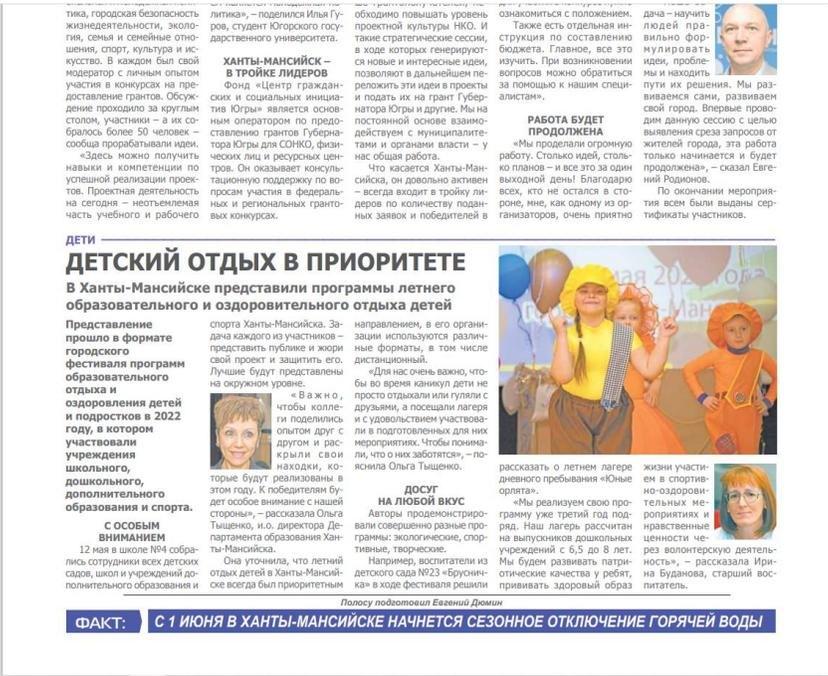 тика, городская безопасность
жизнедеятельности, эколо-
гия, семья и семейные отно-
шения, спорт, культура и ис-
кусство. В каждом был свой
модератор с личным опытом
участия в конкурсах на пре-
доставление грантов. Обсуж-
дение проходило за круглым
столом, участники – а их со-
бралось более 50 человек –
сообща прорабатывали идеи.
«Здесь можно получить
навыки и компетенции по
успешной реализации проек-
тов. Проектная деятельность
на сегодня – неотъемлемая
часть учебного и рабочего
литика», – поделился Илья Гу-
ров, студент Югорского госу-
дарственного университета.
ХАНТЫ-МАНСИЙСК –
В ТРОЙКЕ ЛИДЕРОВ
Фонд «Центр граждан-
ских и социальных инициа-
тив Югры» является основ-
ным оператором по предо-
ставлению грантов Губерна-
тора Югры для СОНКО, физи-
ческих лиц и ресурсных цен-
тров. Он оказывает консульта-
ционную поддержку по во-
просам участия в федераль-
ных и региональных гранто-
вых конкурсах.
обходимо повышать уровень
проектной культуры НКО. И
такие стратегические сессии,
в ходе которых генерируют-
ся новые и интересные идеи,
позволяют в дальнейшем пе-
реложить эти идеи в проекты
и подать их на грант Губер-
натора Югры и другие. Мы на
постоянной основе взаимо-
действуем с муниципалите-
тами и органами власти – у
нас общая работа.
Что касается Ханты-Ман-
сийска, он довольно активен
– всегда входит в тройку ли-
деров по количеству подан-
ных заявок и победителей в
ознакомиться с положением.
Также есть отдельная ин-
струкция по составлению
бюджета. Главное, все это
изучить. При возникновении
вопросов можно обратиться
за помощью к нашим спе-
циалистам».
РАБОТА БУДЕТ
ПРОДОЛЖЕНА
«Мы проделали огромную
работу. Столько идей, столь-
ко планов – и все это за один
выходной день! Благодарю
всех, кто не остался в сто-
роне, мне, как одному из ор-
ганизаторов, очень приятно
дача – научить
людей пра-
вильно фор-
мулировать
идеи, пробле-
мы и находить
пути их решения. Мы раз-
виваемся сами, развиваем
свой город. Впервые прово-
дим данную сессию с целью
выявления среза запросов от
жителей города, эта работа
только начинается и будет
продолжена», – сказал Евге-
ний Родионов.
По окончании мероприя-
тия всем были выданы сер-
тификаты участников.
ДЕТИ
ДЕТСКИЙ ОТДЫХ В ПРИОРИТЕТЕ
В Ханты-Мансийске представили программы летнего
образовательного и оздоровительного отдыха детей
Представление
прошло в формате
городского
фестиваля программ
образовательного
отдыха и
оздоровления детей
и подростков в 2022
году, в котором
участвовали
учреждения
школьного,
дошкольного,
дополнительного
образования и спорта.
С ОСОБЫМ
ВНИМАНИЕМ
12 мая в школе №4 собра-
лись сотрудники всех детских
садов, школ и учреждений до-
полнительного образования и
спорта Ханты-Мансийска. За-
дача каждого из участников –
представить публике и жюри
свой проект и защитить его.
Лучшие будут представлены
на окружном уровне.
«Важно,
чтобы колле-
ги поделились
опытом друг с
другом и рас-
крыли свои
находки, ко-
торые будут реализованы в
этом году. К победителям бу-
дет особое внимание с нашей
стороны», – рассказала Ольга
Тыщенко, и.о. директора Де-
партамента образования Хан-
ты-Мансийска.
Она уточнила, что летний
отдых детей в Ханты-Мансий-
ске всегда был приоритетным
направлением, в его органи-
зации используются различ-
ные форматы, в том числе
дистанционный.
«Для нас очень важно, что-
бы во время каникул дети не
просто отдыхали или гуляли с
друзьями, а посещали лагеря
и с удовольствием участвова-
ли в подготовленных для них
мероприятиях. Чтобы понима-
ли, что о них заботятся», – по-
яснила Ольга Тыщенко.
ДОСУГ
НА ЛЮБОЙ ВКУС
Авторы продемонстриро-
вали совершенно разные про-
граммы: экологические, спор-
тивные, творческие.
Например, воспитатели из
детского сада №23 «Бруснич-
ка» в ходе фестиваля решили
рассказать о летнем лагере
дневного пребывания «Юные
орлята».
«Мы реализуем свою про-
грамму уже третий год под-
ряд. Наш лагерь рассчитан
на выпускников дошкольных
учреждений с 6,5 до 8 лет.
Мы будем развивать патри-
отические качества у ребят,
прививать здоровый образ
жизни участи-
ем в спортив-
но-оздорови-
тельных ме-
роприятиях и
нравственные
ценности че-
рез волонтерскую деятель-
ность», – рассказала Ири-
на Буданова, старший вос-
питатель.
Полосу подготовил Евгений Дюмин
ФАКТ: С 1 ИЮНЯ В ХАНТЫ-МАНСИЙСКЕ НАЧНЕТСЯ СЕЗОННОЕ ОТКЛЮЧЕНИЕ ГОРЯЧЕЙ ВОДЫ